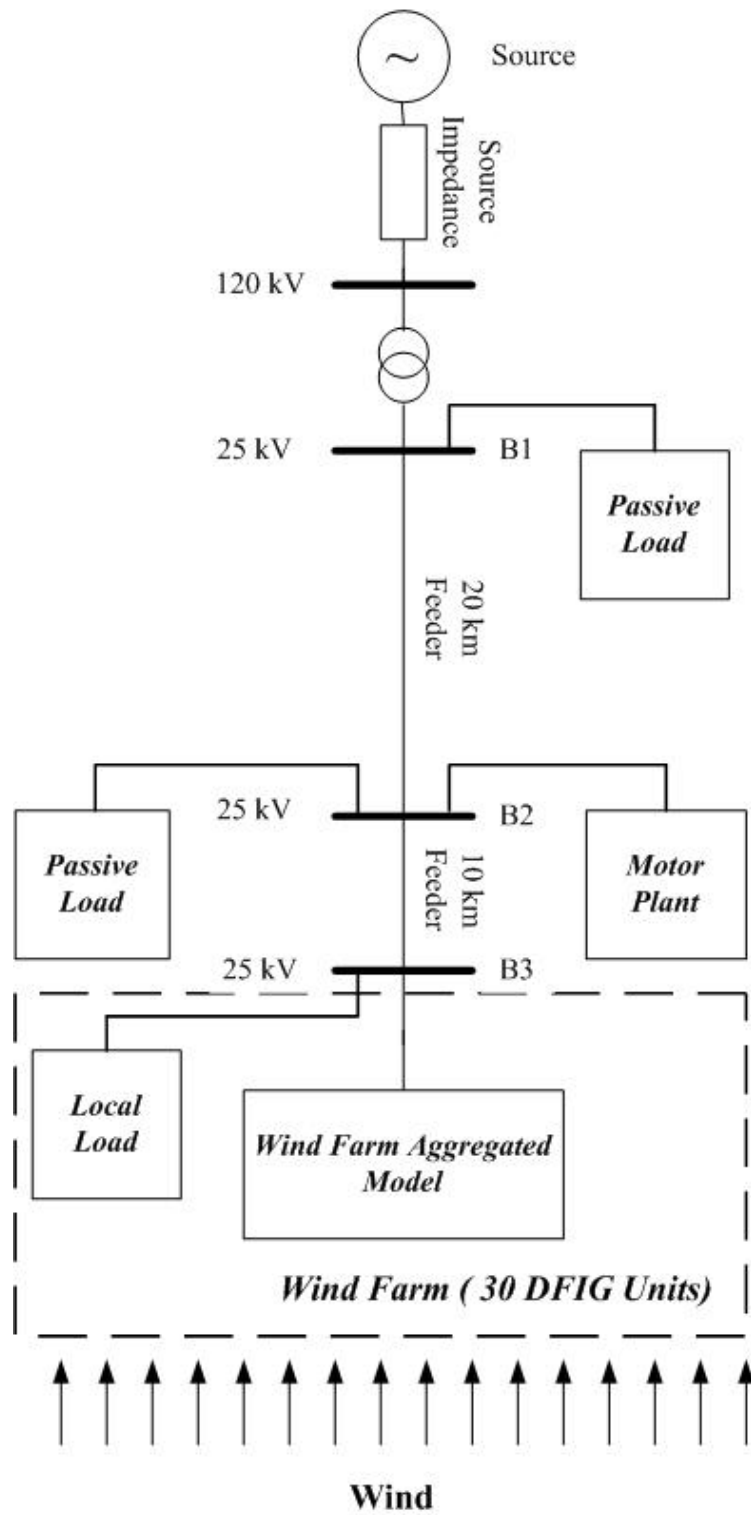 ~
Source
Source
Impedance
120 kV
25 kV
B1
Passive
Load
20 km
Feeder
25 kV
B2
Passive
Load
10 km
Feeder
Motor
Plant
25 kV
B3
Local
Load
Wind Farm Aggregated
Model
Wind Farm ( 30 DFIG Units)
Wind